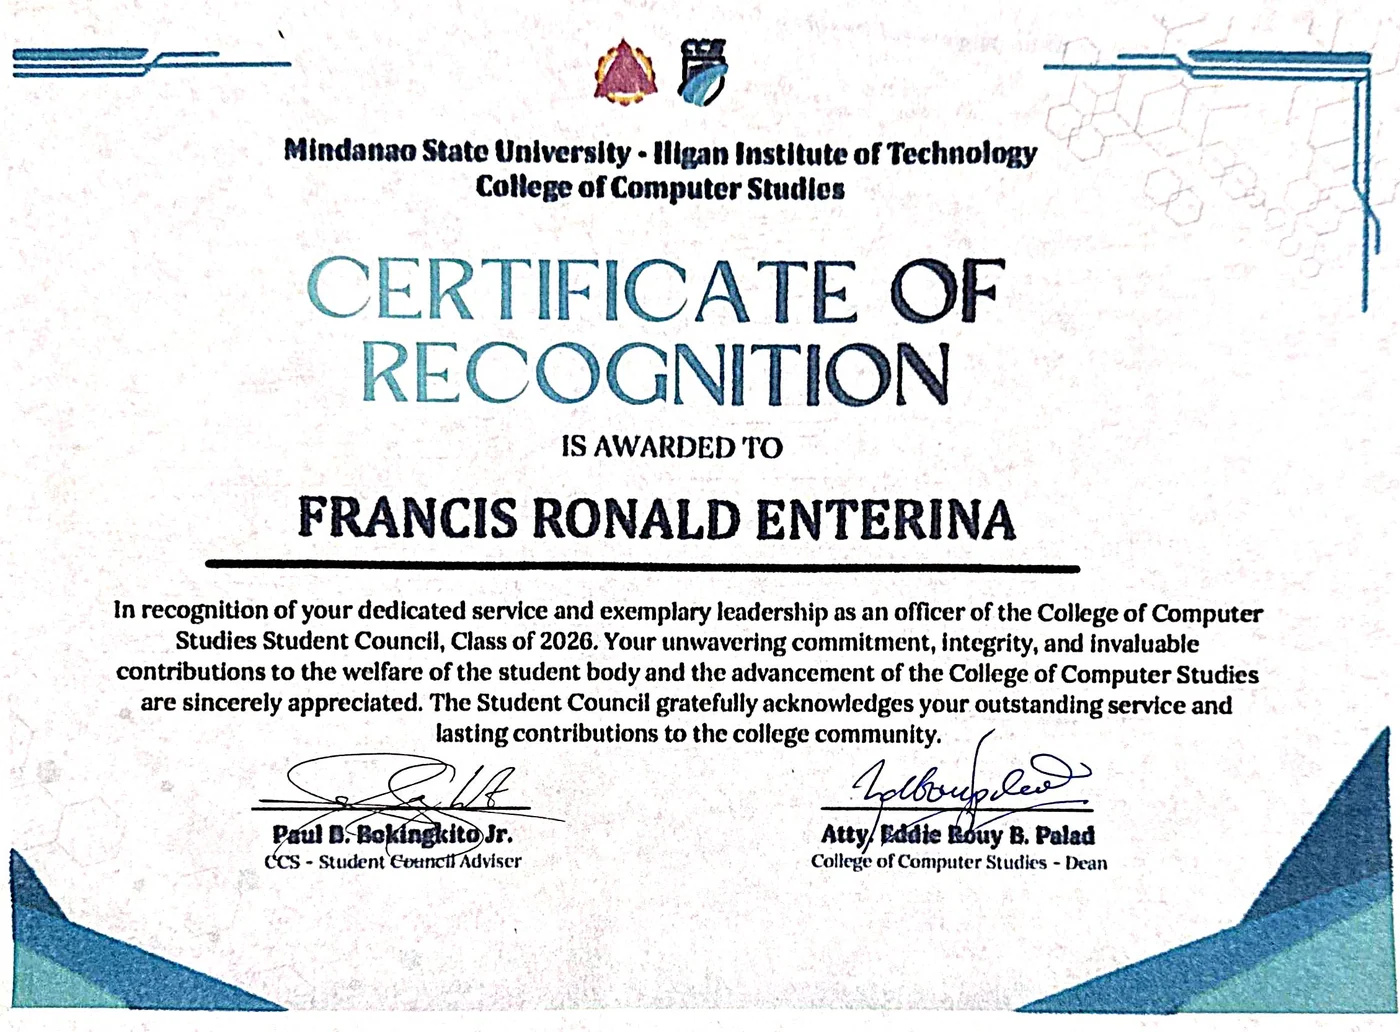 CCS
Mindanao State University - Iligan Institute of Technology
College of Computer Studies
CERTIFICATE OF
RECOGNITION
IS AWARDED TO
FRANCIS RONALD ENTERINA
In recognition of your dedicated service and exemplary leadership as an officer of the College of Computer
Studies Student Council, Class of 2026. Your unwavering commitment, integrity, and invaluable
contributions to the welfare of the student body and the advancement of the College of Computer Studies
are sincerely appreciated. The Student Council gratefully acknowledges your outstanding service and
lasting contributions to the college community.
Paul B. Bokingkito Jr.
CCS - Student Council Adviser
Atty. Eddie Bouy B. Palad
College of Computer Studies - Dean